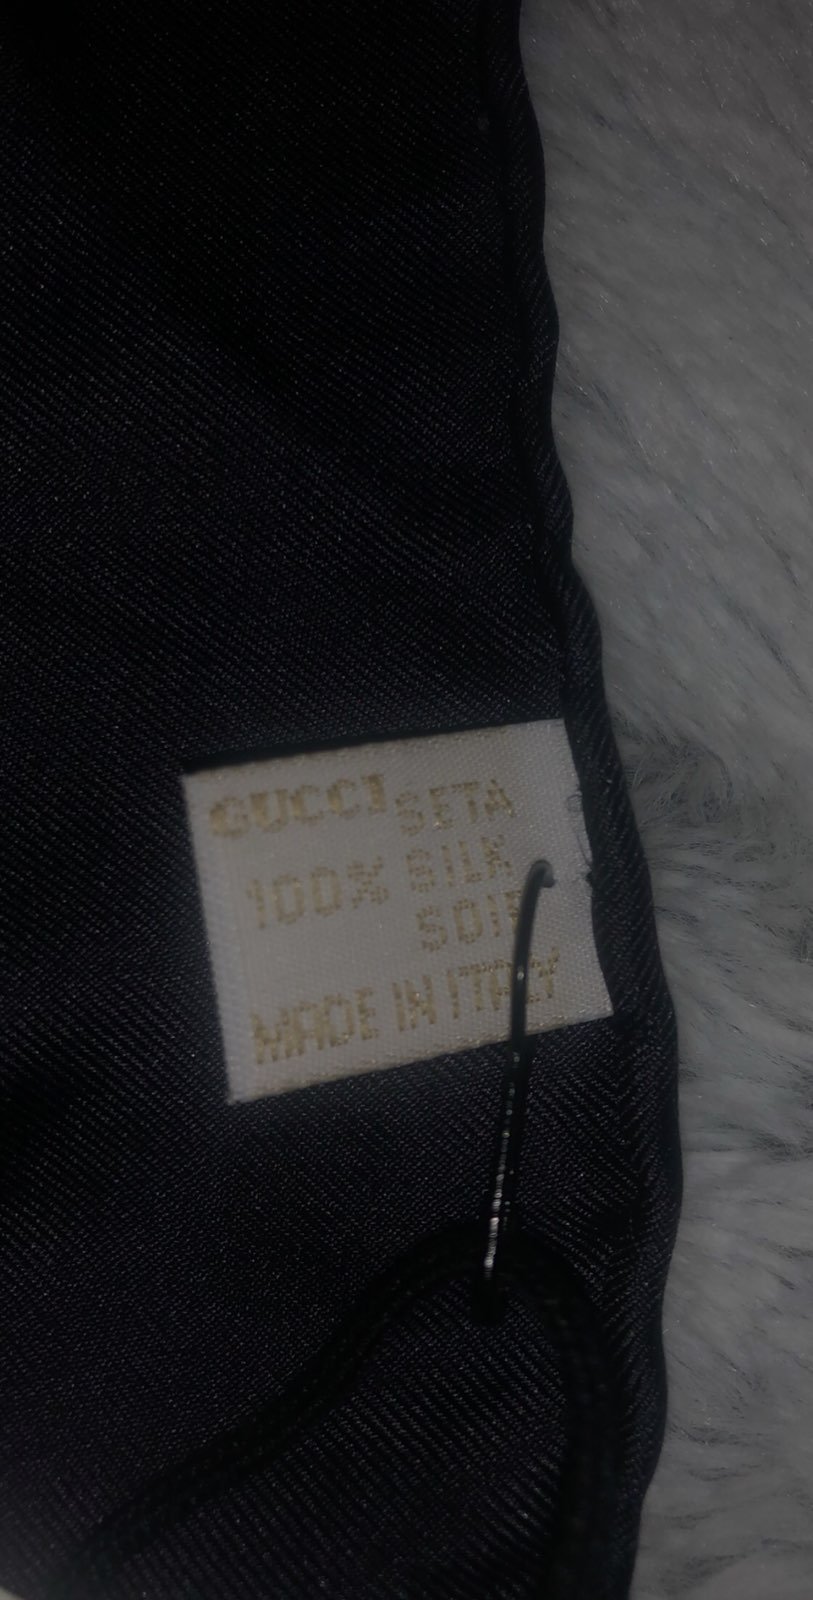 GUCCI SETA
100% SILK
SOIE
MADE IN ITALY